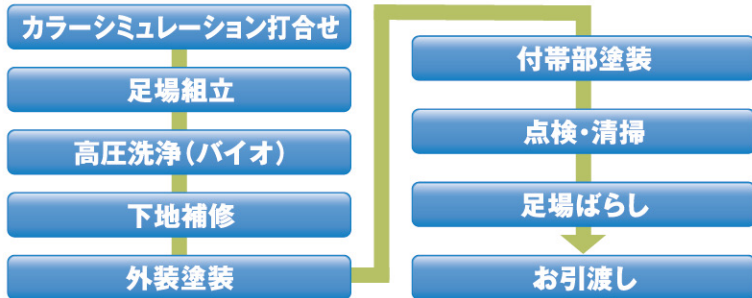 カラーシミュレーション打合せ
足場組立
高圧洗浄(バイオ)
下地補修
外装塗装
付帯部塗装
点検・清掃
足場ばらし
お引渡し